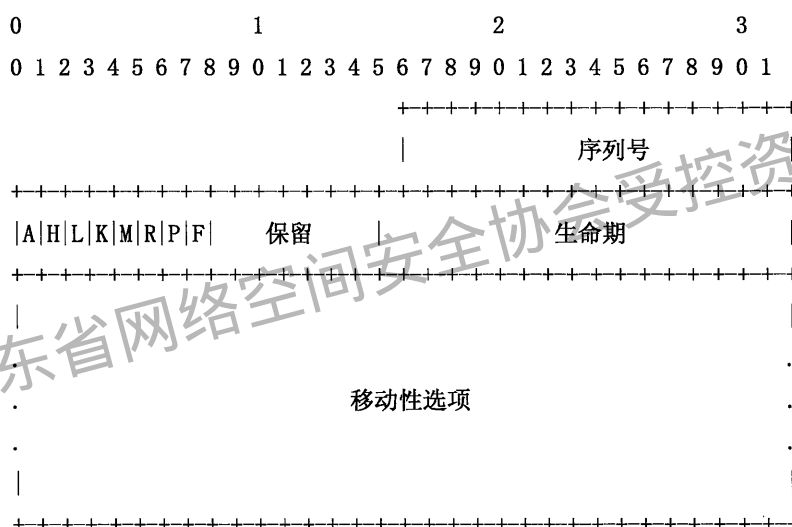 0 1 2 3
0 1 2 3 4 5 6 7 8 9 0 1 2 3 4 5 6 7 8 9 0 1 2 3 4 5 6 7 8 9 0 1
+-+-+-+-+-+-+-+-+-+-+-+-+-+-+-+-+
| 序列号 |
+-+-+-+-+-+-+-+-+-+-+-+-+-+-+-+-+-+-+-+-+-+-+-+-+-+-+-+-+-+-+-+-+
|A|H|L|K|M|R|P|F| 保留 | 生命期 |
+-+-+-+-+-+-+-+-+-+-+-+-+-+-+-+-+-+-+-+-+-+-+-+-+-+-+-+-+-+-+-+-+
| |
. .
. 移动性选项 .
. .
| |
+-+-+-+-+-+-+-+-+-+-+-+-+-+-+-+-+-+-+-+-+-+-+-+-+-+-+-+-+-+-+-+-+
东省网络空间安全协会受控资